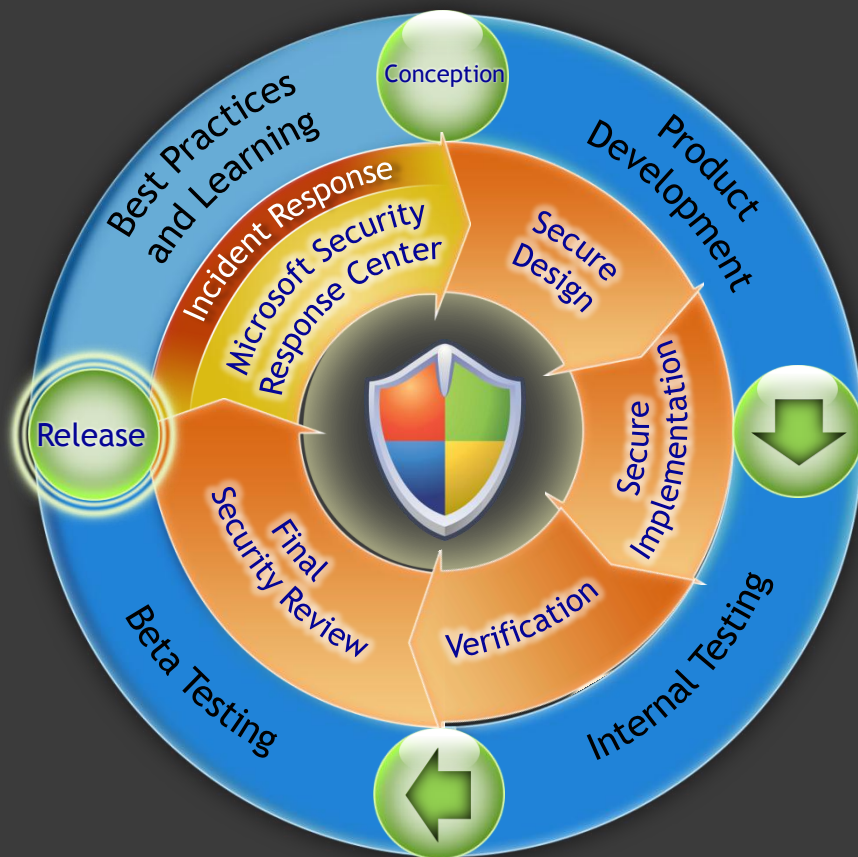 Conception
Product
Development
Secure
Design
Secure
Implementation
Internal Testing
Verification
Beta Testing
Final
Security Review
Release
Best Practices
and Learning
Incident Response
Microsoft Security
Response Center